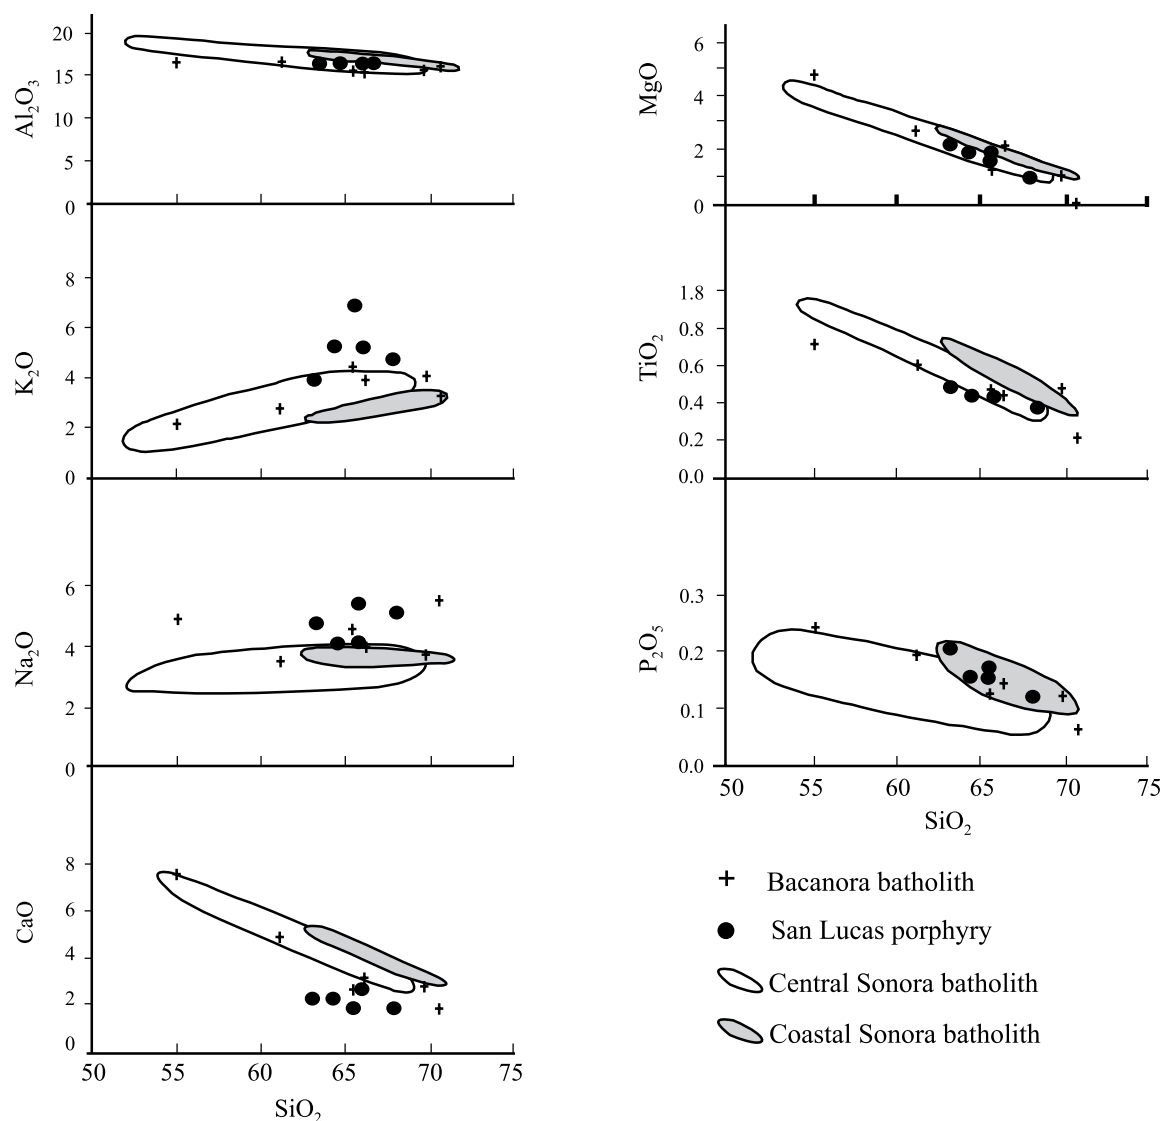 Al₂O₃
20
15
10
5
0
K₂O
8
6
4
2
0
Na₂O
6
4
2
0
CaO
8
6
4
2
0
50 55 60 65 70 75
SiO₂
MgO
6
4
2
0
TiO₂
1.8
0.8
0.6
0.4
0.2
0.0
P₂O₅
0.3
0.2
0.1
0.0
50 55 60 65 70 75
SiO₂
Bacanora batholith
San Lucas porphyry
Central Sonora batholith
Coastal Sonora batholith